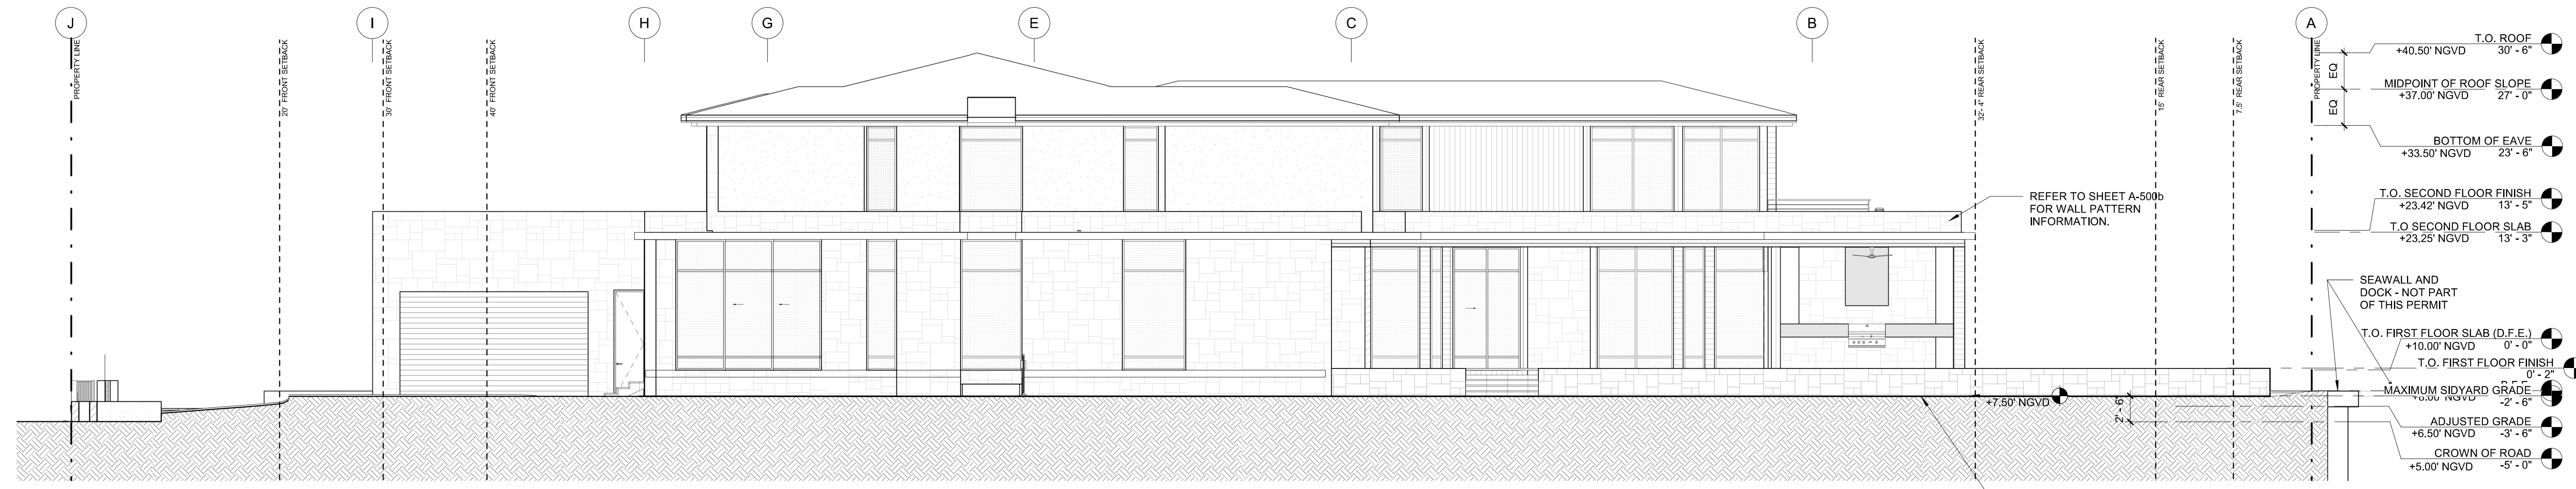 J
I
H
G
E
C
B
A
PROPERTY LINE
20' FRONT SETBACK
30' FRONT SETBACK
40' FRONT SETBACK
32'- 4" REAR SETBACK
15' REAR SETBACK
7.5' REAR SETBACK
PROPERTY LINE
EQ
EQ
T.O. ROOF
+40.50' NGVD 30' - 6"
MIDPOINT OF ROOF SLOPE
+37.00' NGVD 27' - 0"
BOTTOM OF EAVE
+33.50' NGVD 23' - 6"
T.O. SECOND FLOOR FINISH
+23.42' NGVD 13' - 5"
T.O SECOND FLOOR SLAB
+23.25' NGVD 13' - 3"
REFER TO SHEET A-500b
FOR WALL PATTERN
INFORMATION.
SEAWALL AND
DOCK - NOT PART
OF THIS PERMIT
T.O. FIRST FLOOR SLAB (D.F.E.)
+10.00' NGVD 0' - 0"
T.O. FIRST FLOOR FINISH
0' - 2"
MAXIMUM SIDYARD GRADE
-2' - 6"
+7.50' NGVD
2' - 6"
ADJUSTED GRADE
+6.50' NGVD -3' - 6"
CROWN OF ROAD
+5.00' NGVD -5' - 0"